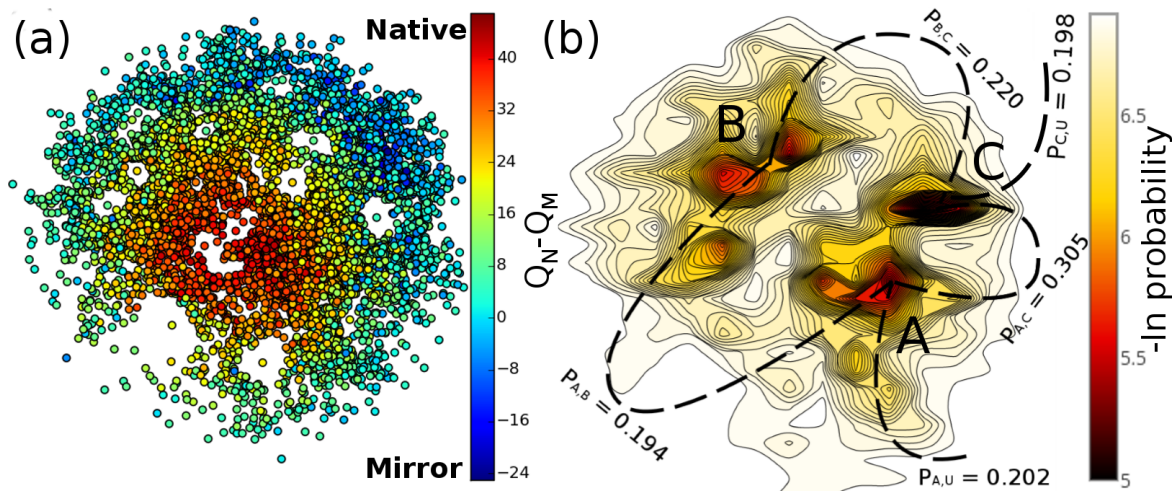 (a)
Native
40
32
24
16
8
0
−8
−16
−24
Mirror
Q_N-Q_M
(b)
B
C
A
P_B,C = 0.220
P_C,U = 0.198
P_A,C = 0.305
P_A,B = 0.194
P_A,U = 0.202
6.5
6
5.5
5
-ln probability